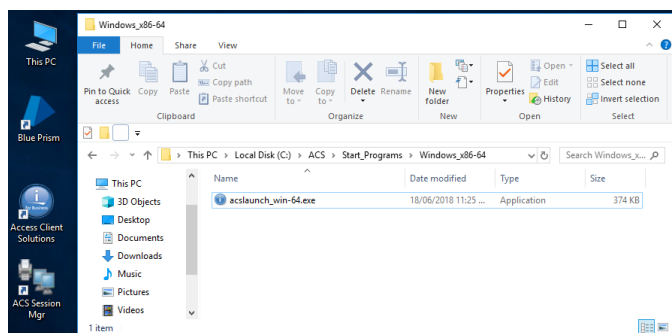 This PC
Blue Prism
Access Client
Solutions
ACS Session
Mgr
Windows_x86-64
File Home Share View
Pin to Quick
access
Copy
Paste
Cut
Copy path
Paste shortcut
Clipboard
Move
to
Copy
to
Delete
Rename
Organize
New
folder
New
Properties
Open
Edit
History
Open
Select all
Select none
Invert selection
Select
This PC > Local Disk (C:) > ACS > Start_Programs > Windows_x86-64
Search Windows_x...
Name Date modified Type Size
acslaunch_win-64.exe 18/06/2018 11:25 ... Application 374 KB
This PC
3D Objects
Desktop
Documents
Downloads
Music
Pictures
Videos
1 item